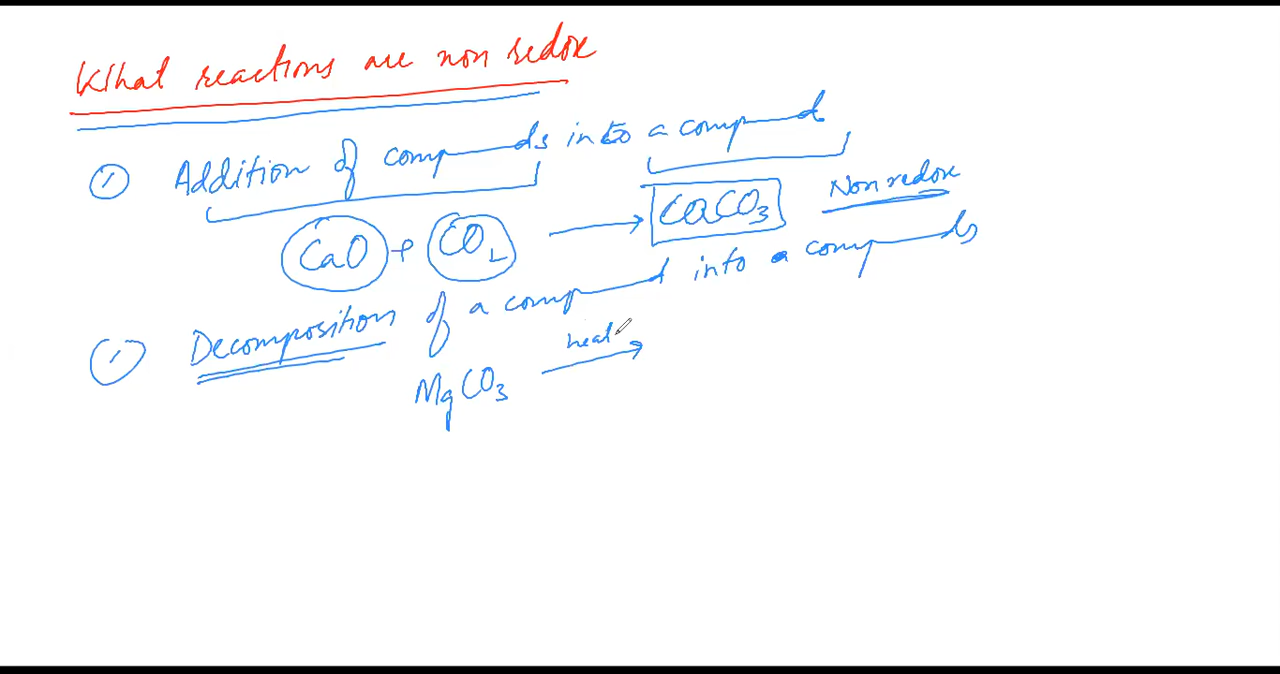 What reactions are non redox
① Addition of compounds into a compound
CaO + CO₂ → CaCO₃ Non redox
① Decomposition of a compound into a compounds
MgCO₃ heat →